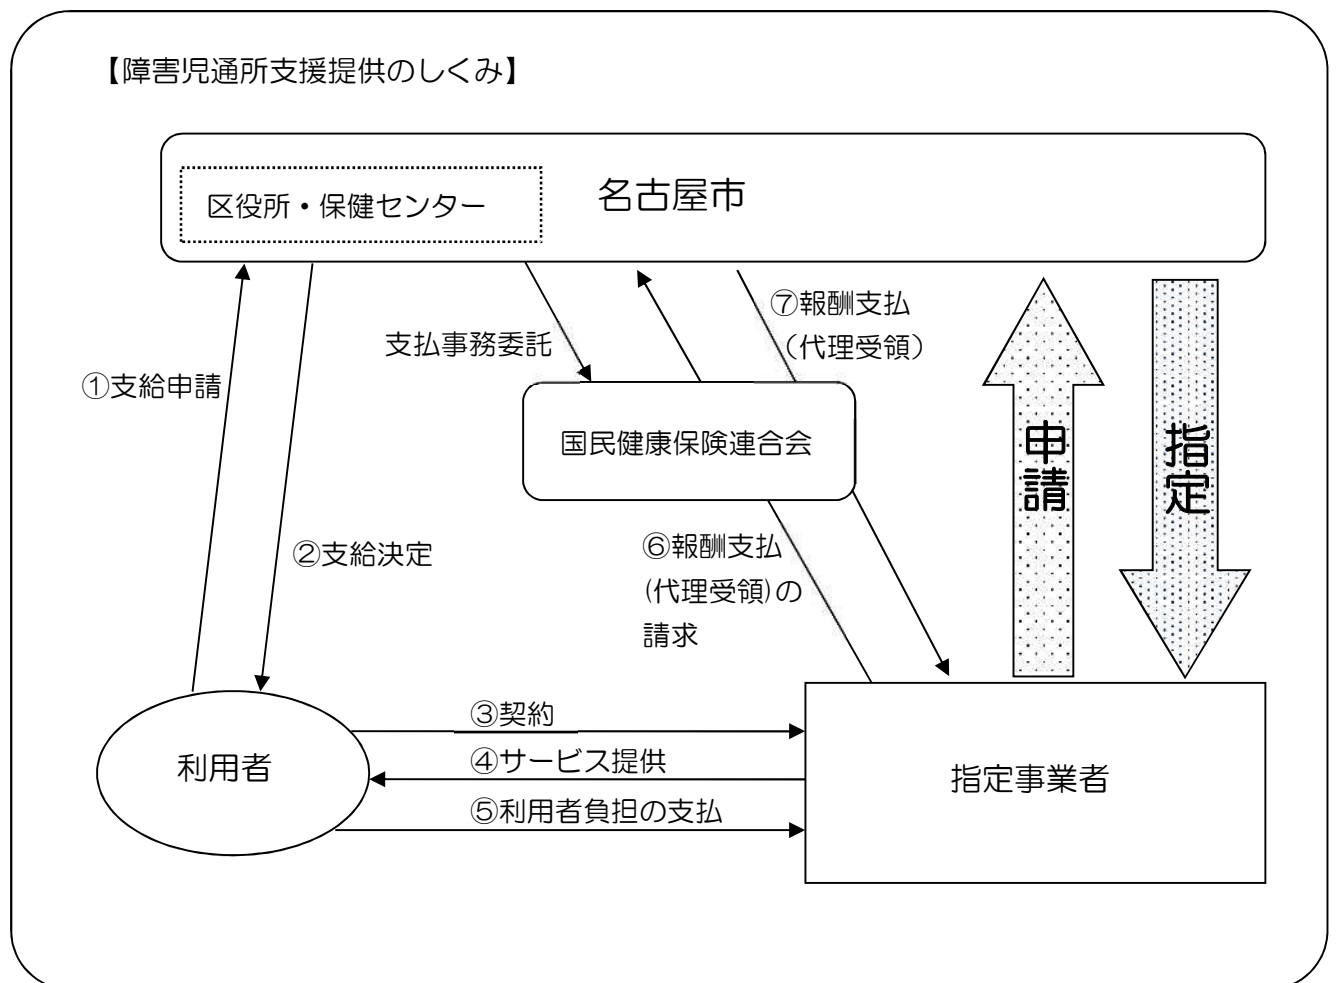 【障害児通所支援提供のしくみ】
区役所・保健センター
名古屋市
⑦報酬支払
（代理受領）
支払事務委託
①支給申請
国民健康保険連合会
申請
指定
②支給決定
⑥報酬支払
(代理受領)の
請求
③契約
④サービス提供
⑤利用者負担の支払
利用者
指定事業者